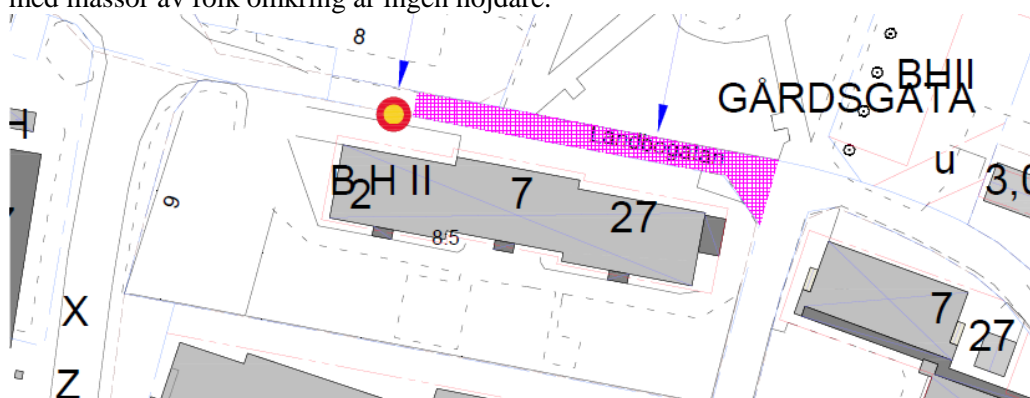 med massor av folk omkring är ingen höjdare.
8
BHII
GÅRDSGATA
Landbogatan
u
3,0
H
B H II
2
7
27
9
8.5
X
7
27
Z